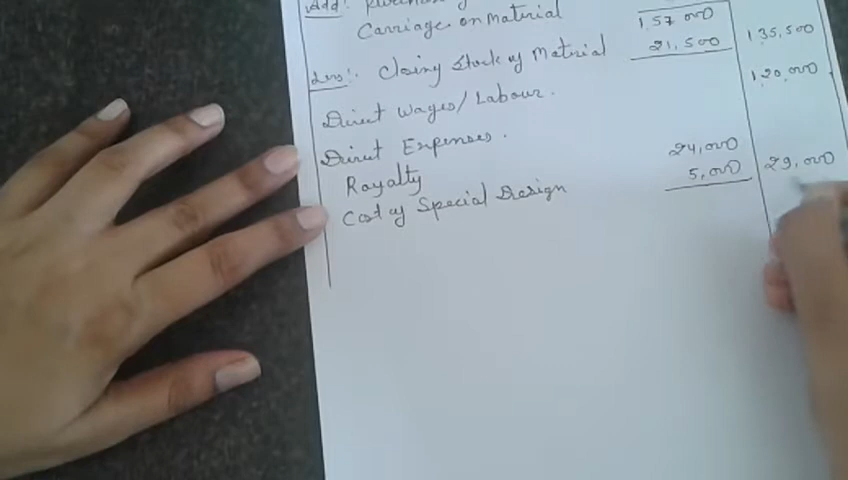 Add:
Carriage on Material 1,57,000
Less:- Closing Stock of Material 21,500 1,35,500
Direct Wages/Labour. 1,20,000
Direct Expenses.
Royalty 24,000
Cost of Special Design 5,000 29,000